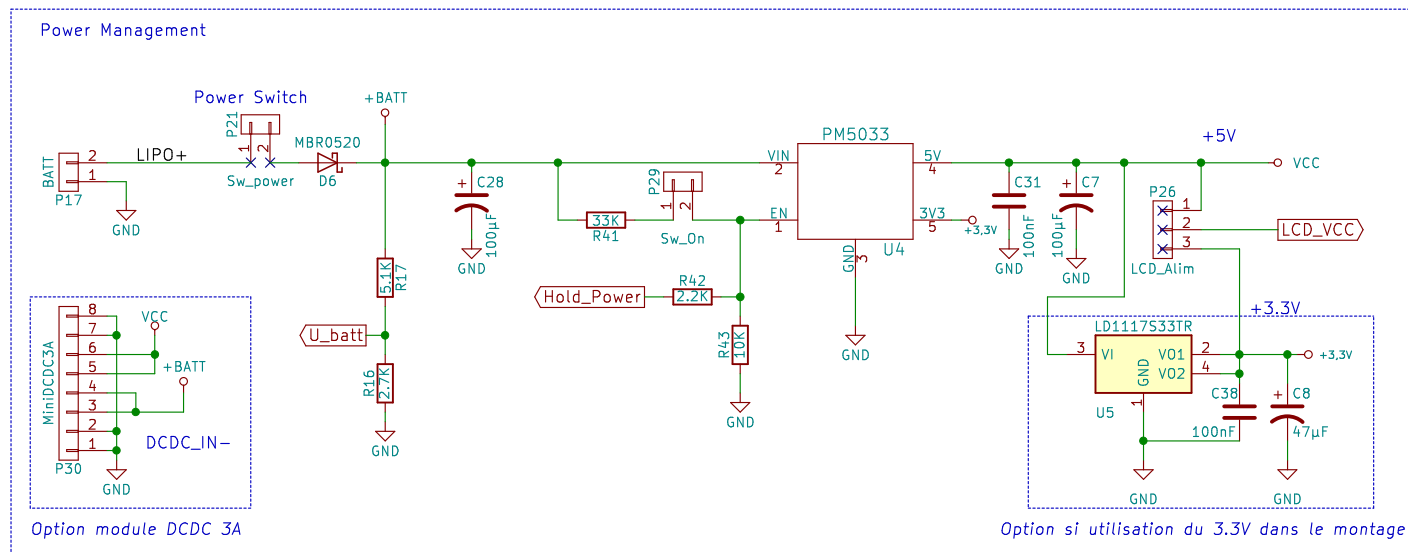 Power Management
Power Switch
+BATT
P21
1
2
Sw_power
MBR0520
D6
LIPO+
BATT
2
1
P17
GND
C28
+
100µF
GND
33K
R41
P29
1
2
Sw_On
PM5033
VIN
2
EN
1
5V
4
3V3
5
GND
3
U4
+3,3V
GND
+
C31
100nF
GND
C7
100µF
GND
+5V
VCC
P26
1
2
3
LCD_Alim
LCD_VCC
5.1K
R17
U_batt
R16
2.7K
GND
Hold_Power
R42
2.2K
R43
10K
GND
MiniDCDC3A
8
7
6
5
4
3
2
1
P30
VCC
+BATT
DCDC_IN-
GND
Option module DCDC 3A
+3.3V
LD1117S33TR
3
VI
VO1
2
VO2
4
GND
1
U5
+3,3V
C38
100nF
+
C8
47µF
GND
GND
Option si utilisation du 3.3V dans le montage